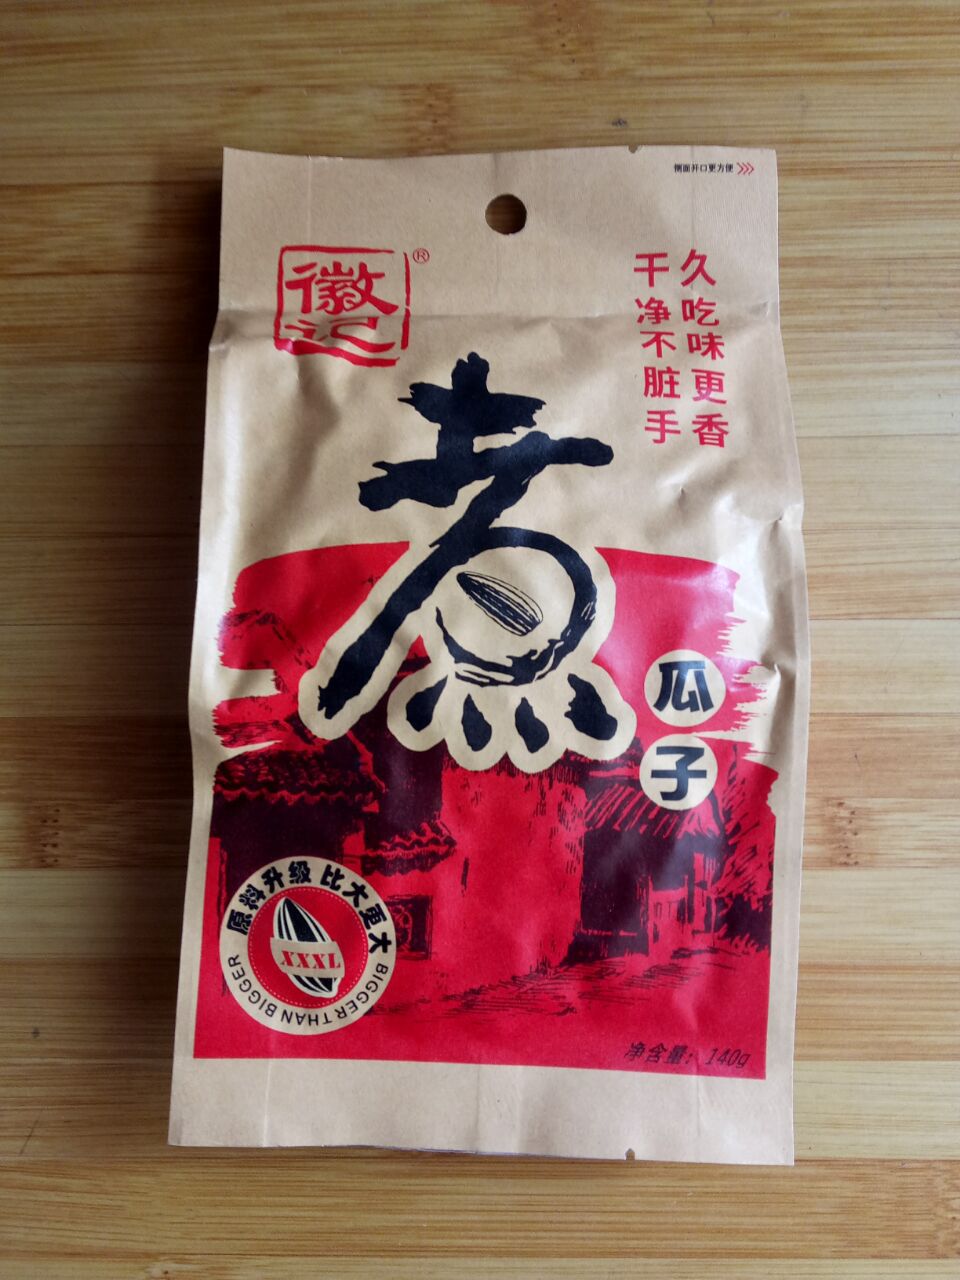 侧面开口更方便
徽记®
久吃味更香
干净不脏手
煮
瓜子
原料升级 比大更大
XXXL
BIGGER THAN BIGGER
净含量：140g